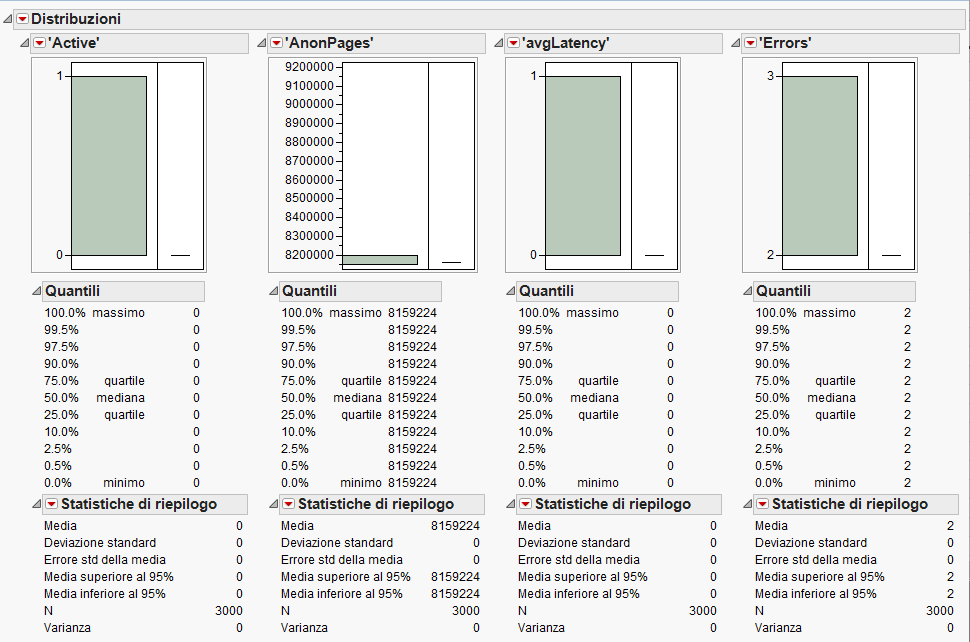 Distribuzioni
'Active'
1
0
Quantili
100.0% massimo 0
99.5% 0
97.5% 0
90.0% 0
75.0% quartile 0
50.0% mediana 0
25.0% quartile 0
10.0% 0
2.5% 0
0.5% 0
0.0% minimo 0
Statistiche di riepilogo
Media 0
Deviazione standard 0
Errore std della media 0
Media superiore al 95% 0
Media inferiore al 95% 0
N 3000
Varianza 0
'AnonPages'
9200000
9100000
9000000
8900000
8800000
8700000
8600000
8500000
8400000
8300000
8200000
Quantili
100.0% massimo 8159224
99.5% 8159224
97.5% 8159224
90.0% 8159224
75.0% quartile 8159224
50.0% mediana 8159224
25.0% quartile 8159224
10.0% 8159224
2.5% 8159224
0.5% 8159224
0.0% minimo 8159224
Statistiche di riepilogo
Media 8159224
Deviazione standard 0
Errore std della media 0
Media superiore al 95% 8159224
Media inferiore al 95% 8159224
N 3000
Varianza 0
'avgLatency'
1
0
Quantili
100.0% massimo 0
99.5% 0
97.5% 0
90.0% 0
75.0% quartile 0
50.0% mediana 0
25.0% quartile 0
10.0% 0
2.5% 0
0.5% 0
0.0% minimo 0
Statistiche di riepilogo
Media 0
Deviazione standard 0
Errore std della media 0
Media superiore al 95% 0
Media inferiore al 95% 0
N 3000
Varianza 0
'Errors'
3
2
Quantili
100.0% massimo 2
99.5% 2
97.5% 2
90.0% 2
75.0% quartile 2
50.0% mediana 2
25.0% quartile 2
10.0% 2
2.5% 2
0.5% 2
0.0% minimo 2
Statistiche di riepilogo
Media 2
Deviazione standard 0
Errore std della media 0
Media superiore al 95% 2
Media inferiore al 95% 2
N 3000
Varianza 0